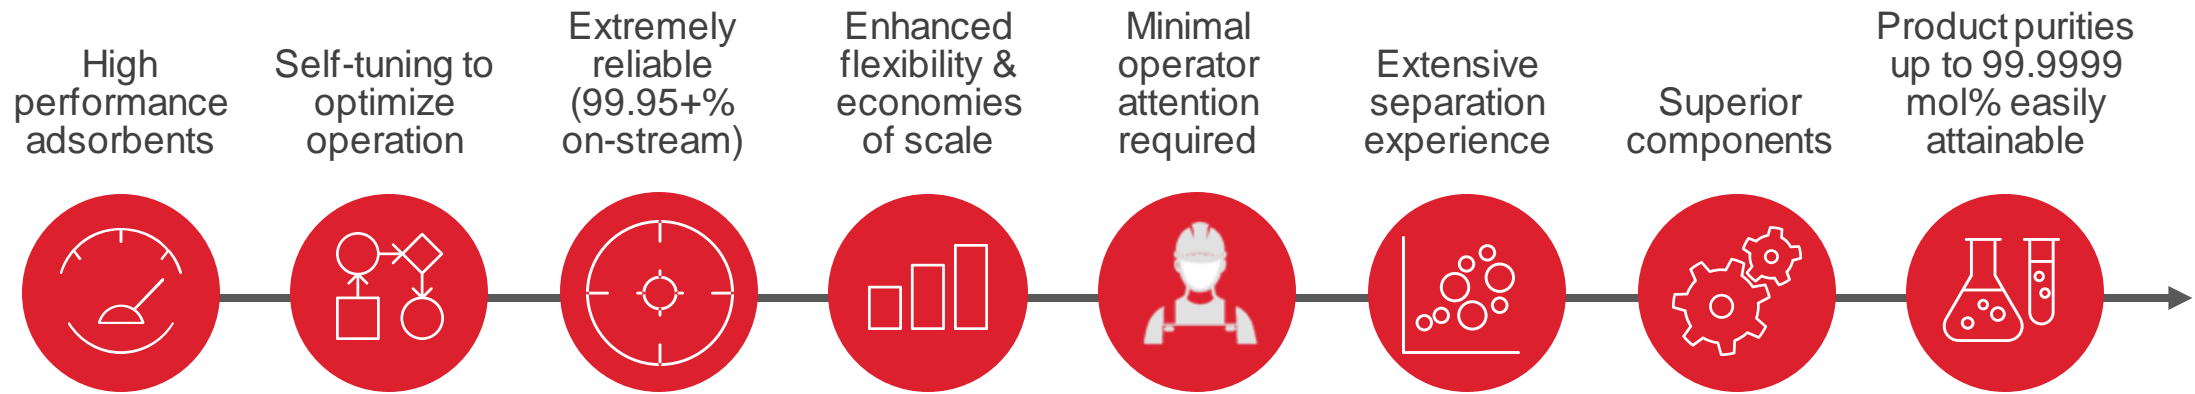 High
performance
adsorbents
Self-tuning to
optimize
operation
Extremely
reliable
(99.95+%
on-stream)
Enhanced
flexibility &
economies
of scale
Minimal
operator
attention
required
Extensive
separation
experience
Superior
components
Product purities
up to 99.9999
mol% easily
attainable